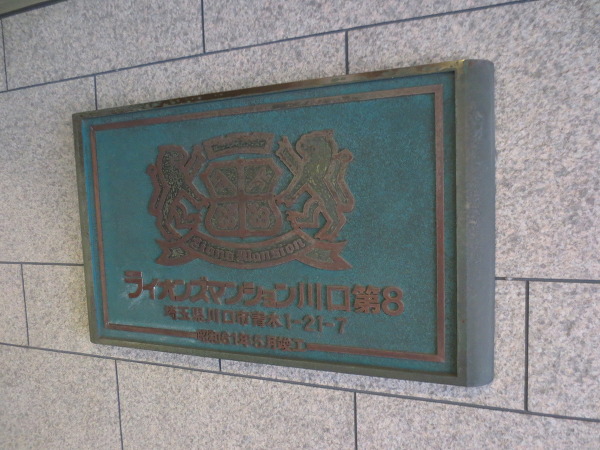 Lions Mansion
ライオンズマンション川口第8
埼玉県川口市青木1-21-7
昭和61年5月竣工